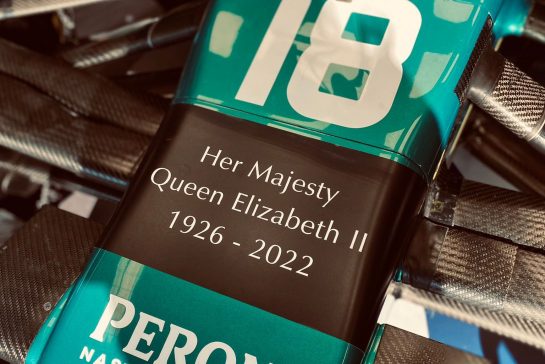 18
Her Majesty
Queen Elizabeth II
1926 - 2022